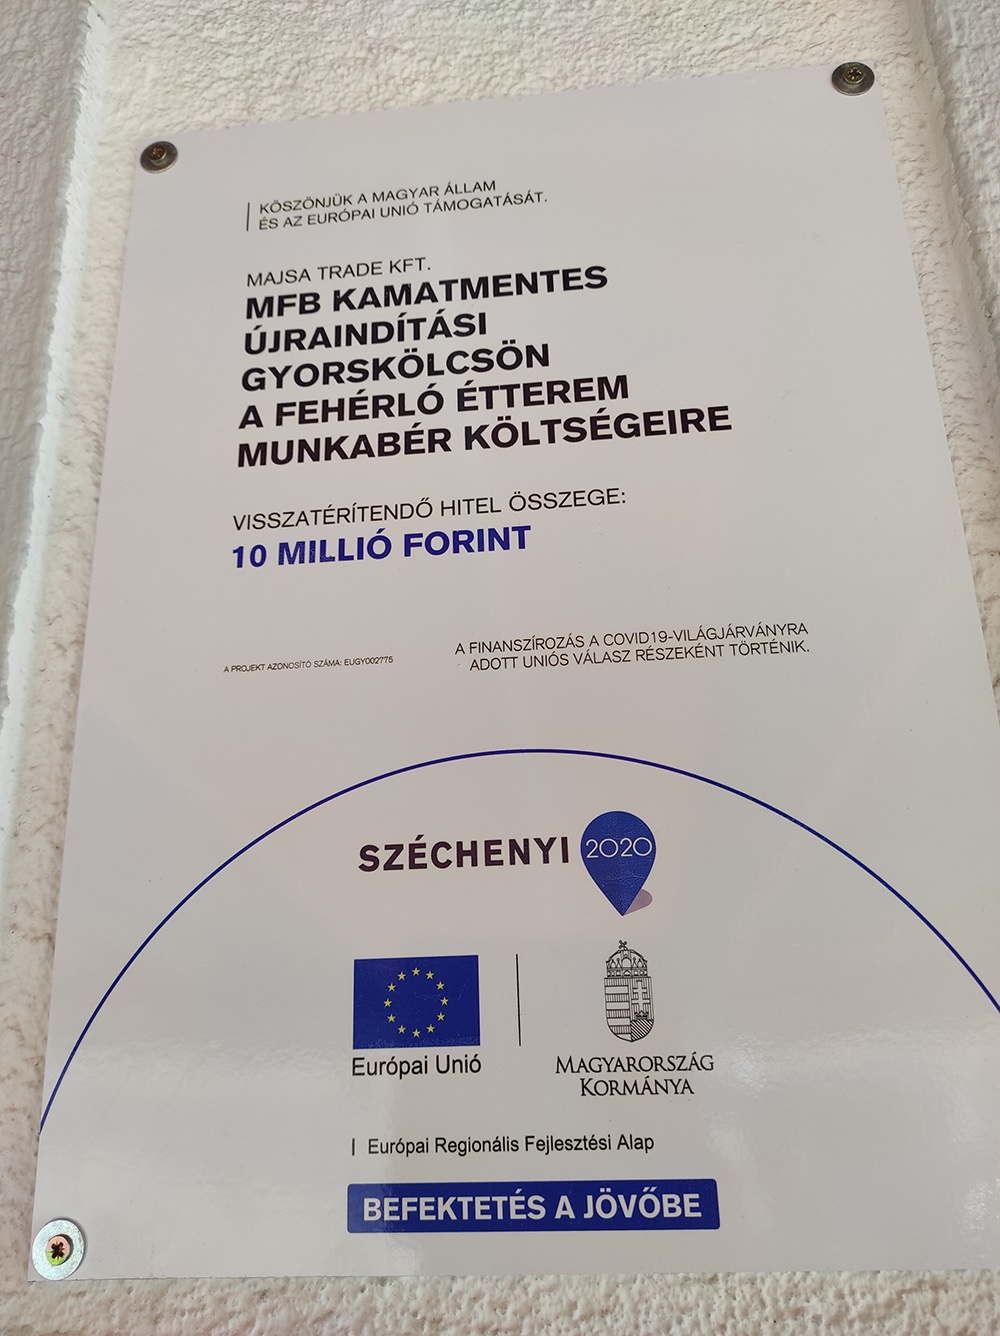 KÖSZÖNJÜK A MAGYAR ÁLLAM
ÉS AZ EURÓPAI UNIÓ TÁMOGATÁSÁT.
MAJSA TRADE KFT.
MFB KAMATMENTES
ÚJRAINDÍTÁSI
GYORSKÖLCSÖN
A FEHÉRLÓ ÉTTEREM
MUNKABÉR KÖLTSÉGEIRE
VISSZATÉRÍTENDŐ HITEL ÖSSZEGE:
10 MILLIÓ FORINT
A PROJEKT AZONOSÍTÓ SZÁMA: EUGY002775
A FINANSZÍROZÁS A COVID19-VILÁGJÁRVÁNYRA
ADOTT UNIÓS VÁLASZ RÉSZEKÉNT TÖRTÉNIK.
SZÉCHENYI 2020
Európai Unió
MAGYARORSZÁG
KORMÁNYA
Európai Regionális Fejlesztési Alap
BEFEKTETÉS A JÖVŐBE